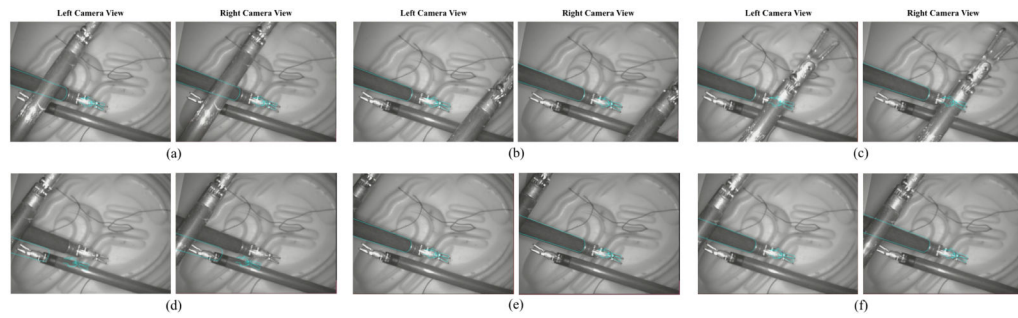 Left Camera View Right Camera View Left Camera View Right Camera View Left Camera View Right Camera View
(a) (b) (c)
(d) (e) (f)